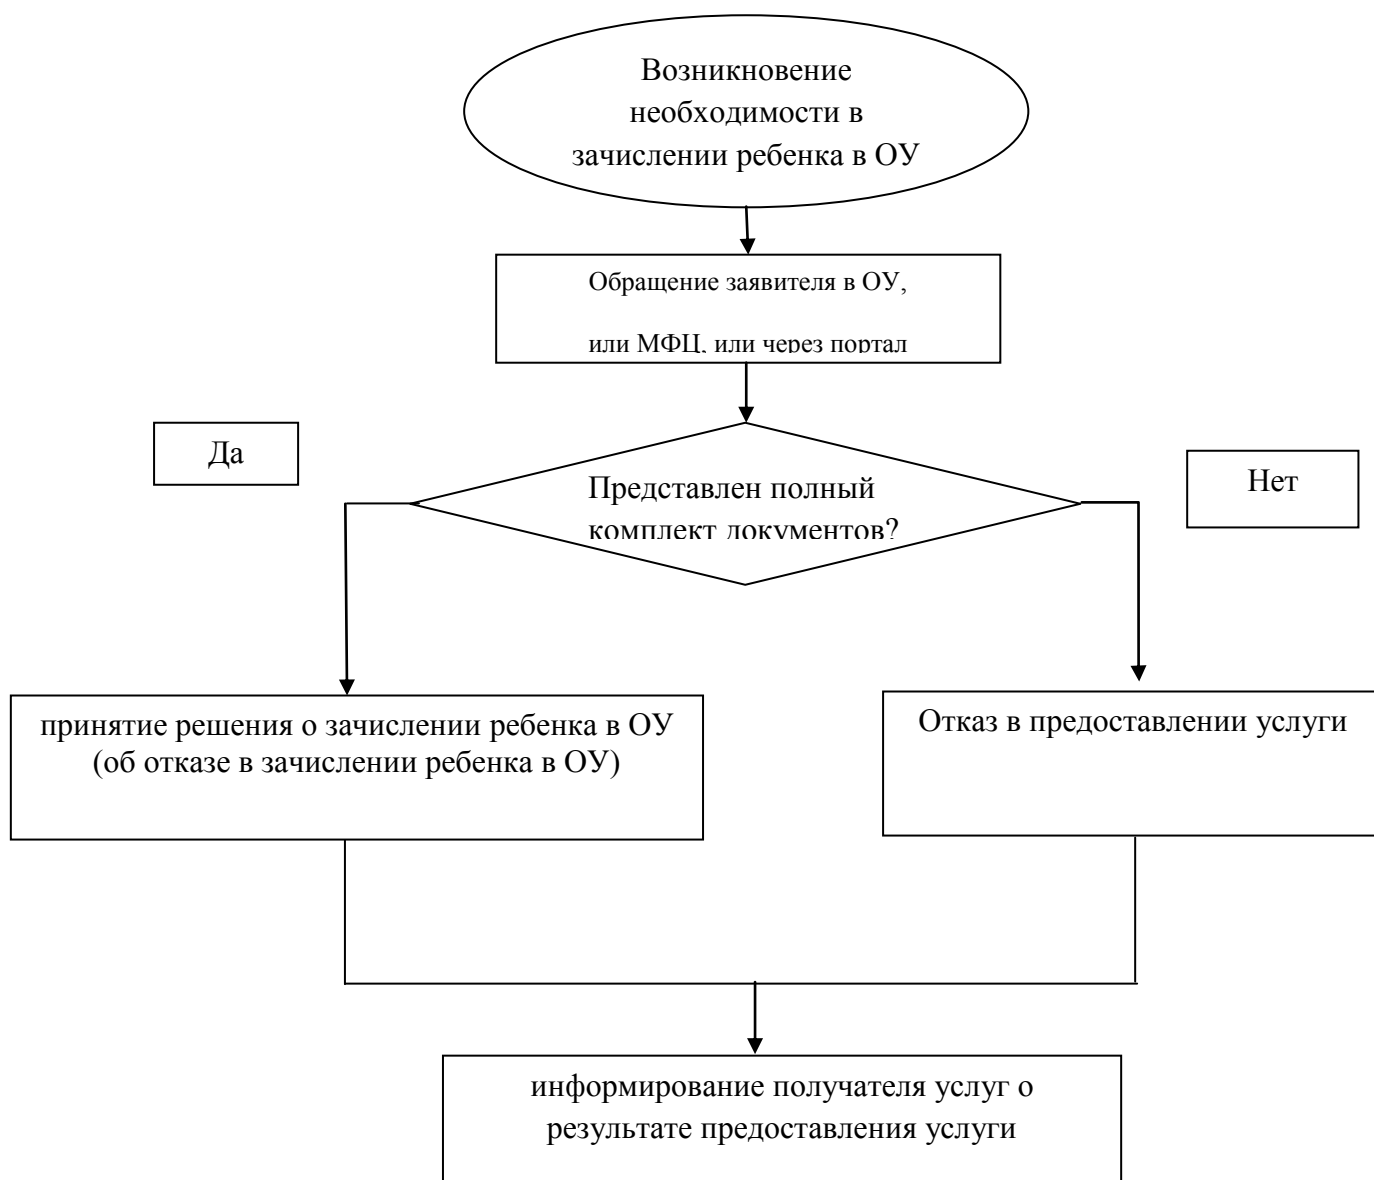 Возникновение
необходимости в
зачислении ребенка в ОУ
Обращение заявителя в ОУ,
или МФЦ, или через портал
Да
Нет
Представлен полный
комплект документов?
принятие решения о зачислении ребенка в ОУ
(об отказе в зачислении ребенка в ОУ)
Отказ в предоставлении услуги
информирование получателя услуг о
результате предоставления услуги